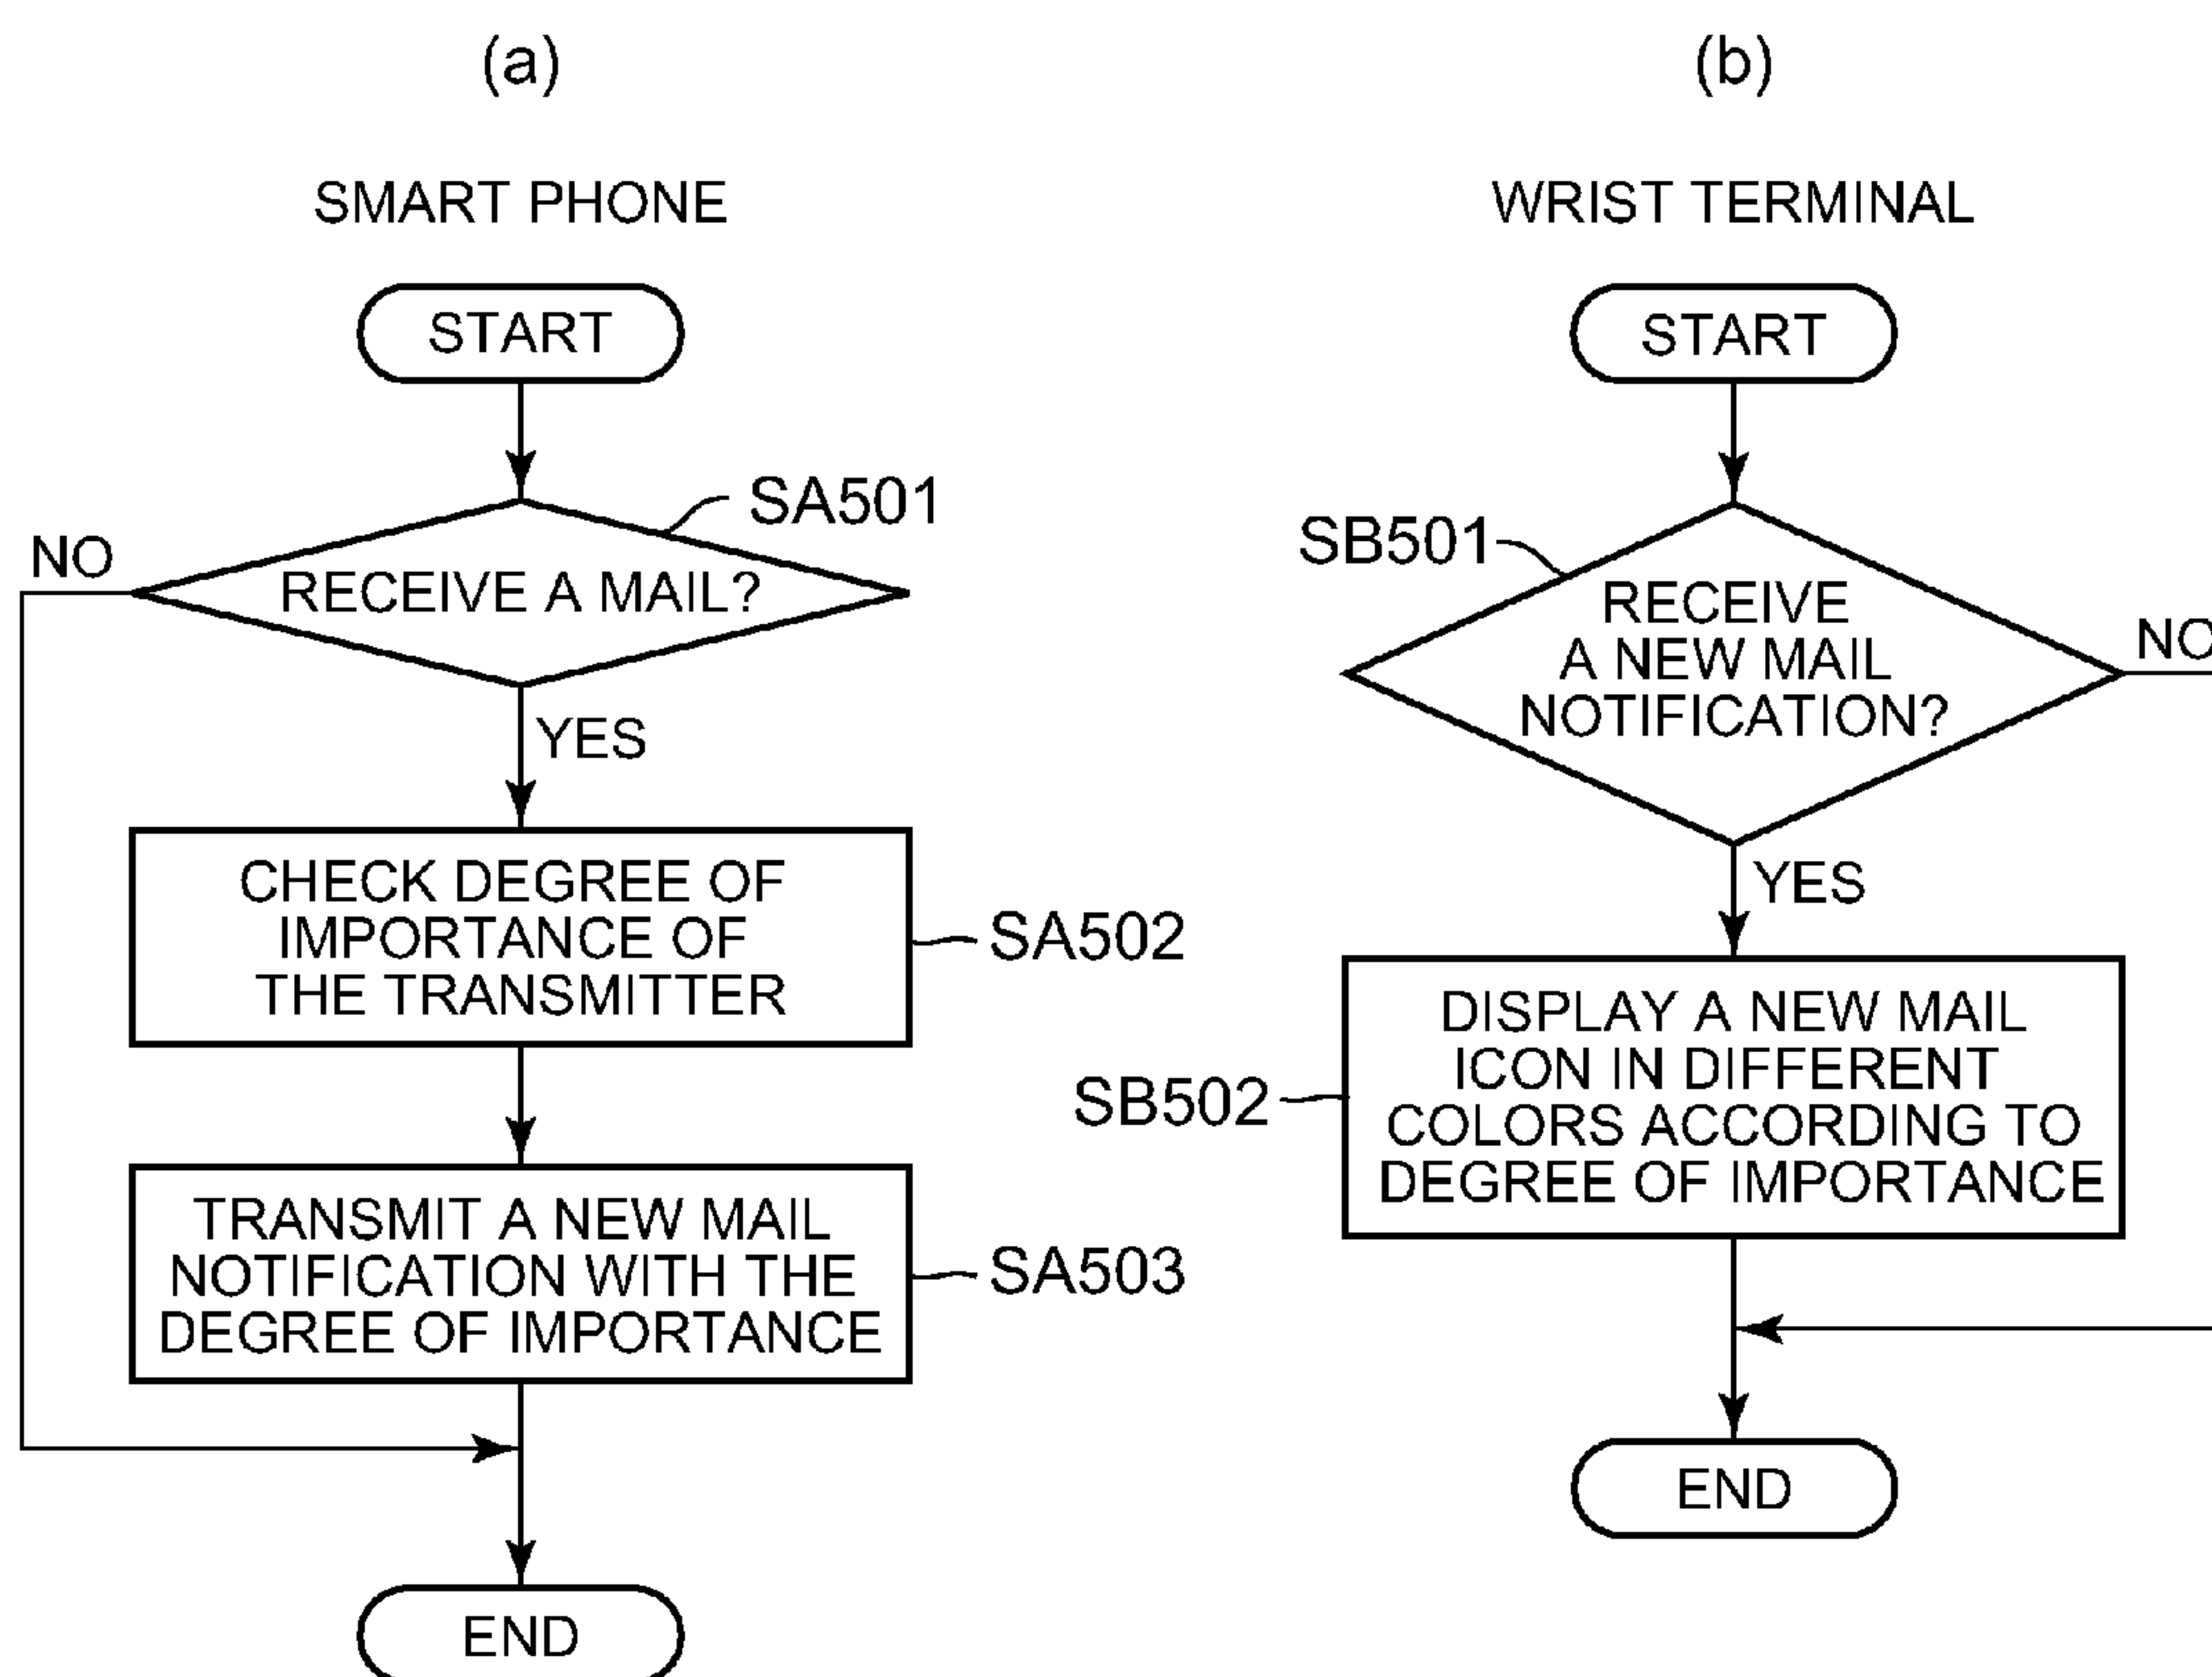 (a)
SMART PHONE
START
SA501
NO
RECEIVE A MAIL?
YES
CHECK DEGREE OF
IMPORTANCE OF
THE TRANSMITTER
SA502
TRANSMIT A NEW MAIL
NOTIFICATION WITH THE
DEGREE OF IMPORTANCE
SA503
END
(b)
WRIST TERMINAL
START
SB501
RECEIVE
A NEW MAIL
NOTIFICATION?
NO
YES
DISPLAY A NEW MAIL
ICON IN DIFFERENT
COLORS ACCORDING TO
DEGREE OF IMPORTANCE
SB502
END